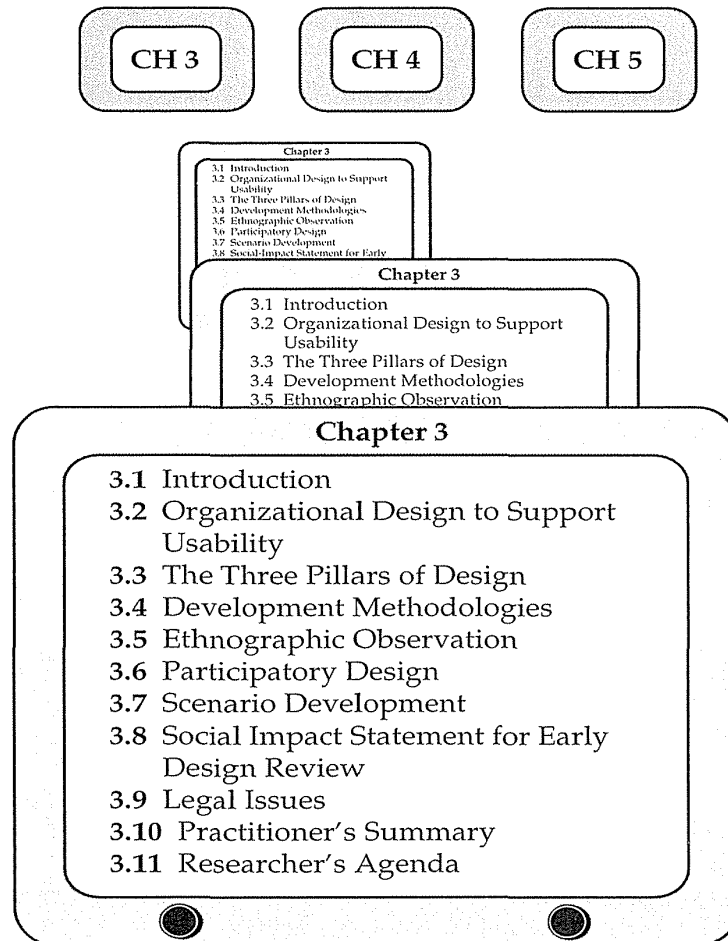 CH 3 CH 4 CH 5
Chapter 3
3.1 Introduction
3.2 Organizational Design to Support
Usability
3.3 The Three Pillars of Design
3.4 Development Methodologies
3.5 Ethnographic Observation
3.6 Participatory Design
3.7 Scenario Development
3.8 Social-Impact Statement for Early
Chapter 3
3.1 Introduction
3.2 Organizational Design to Support
Usability
3.3 The Three Pillars of Design
3.4 Development Methodologies
3.5 Ethnographic Observation
Chapter 3
3.1 Introduction
3.2 Organizational Design to Support
Usability
3.3 The Three Pillars of Design
3.4 Development Methodologies
3.5 Ethnographic Observation
3.6 Participatory Design
3.7 Scenario Development
3.8 Social Impact Statement for Early
Design Review
3.9 Legal Issues
3.10 Practitioner's Summary
3.11 Researcher's Agenda